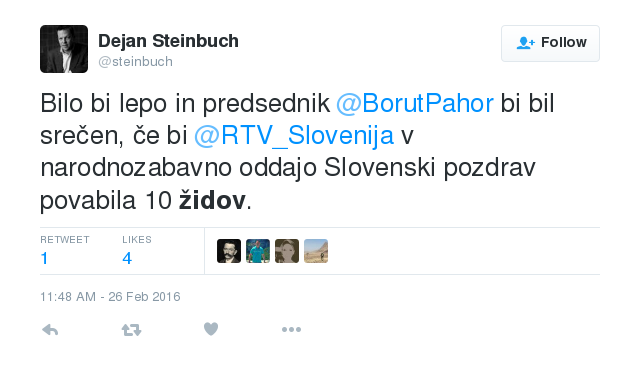 Dejan Steinbuch
@steinbuch
Follow
Bilo bi lepo in predsednik @BorutPahor bi bil
srečen, če bi @RTV_Slovenija v
narodnozabavno oddajo Slovenski pozdrav
povabila 10 židov.
RETWEET LIKES
1 4
11:48 AM - 26 Feb 2016